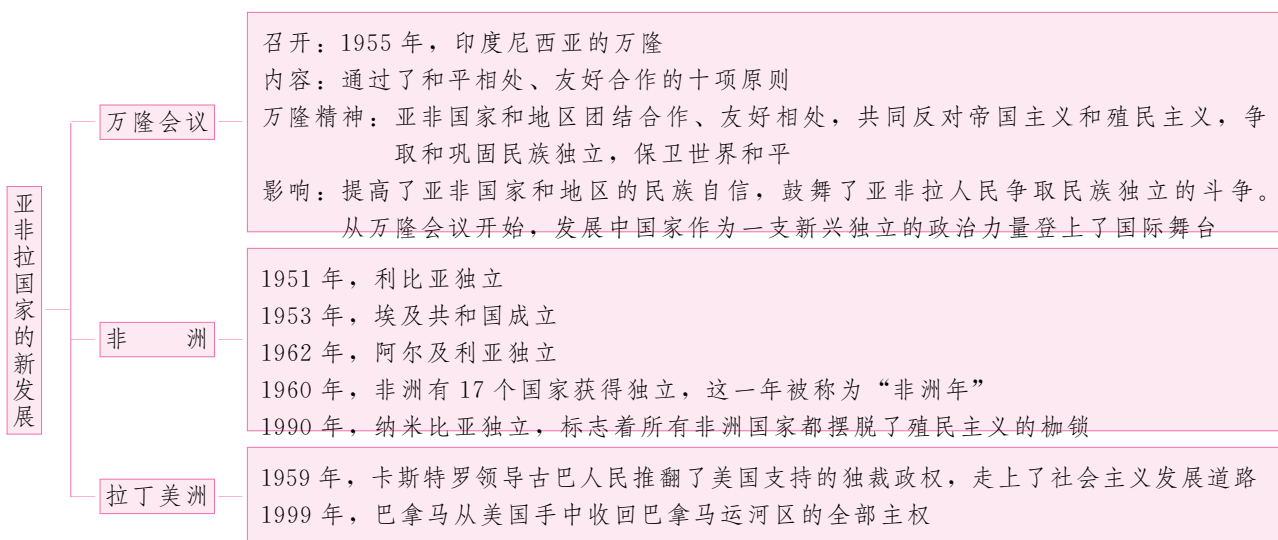 亚非拉国家的新发展
万隆会议
召开：1955 年，印度尼西亚的万隆
内容：通过了和平相处、友好合作的十项原则
万隆精神：亚非国家和地区团结合作、友好相处，共同反对帝国主义和殖民主义，争
取和巩固民族独立，保卫世界和平
影响：提高了亚非国家和地区的民族自信，鼓舞了亚非拉人民争取民族独立的斗争。
从万隆会议开始，发展中国家作为一支新兴独立的政治力量登上了国际舞台
非 洲
1951 年，利比亚独立
1953 年，埃及共和国成立
1962 年，阿尔及利亚独立
1960 年，非洲有 17 个国家获得独立，这一年被称为“非洲年”
1990 年，纳米比亚独立，标志着所有非洲国家都摆脱了殖民主义的枷锁
拉丁美洲
1959 年，卡斯特罗领导古巴人民推翻了美国支持的独裁政权，走上了社会主义发展道路
1999 年，巴拿马从美国手中收回巴拿马运河区的全部主权